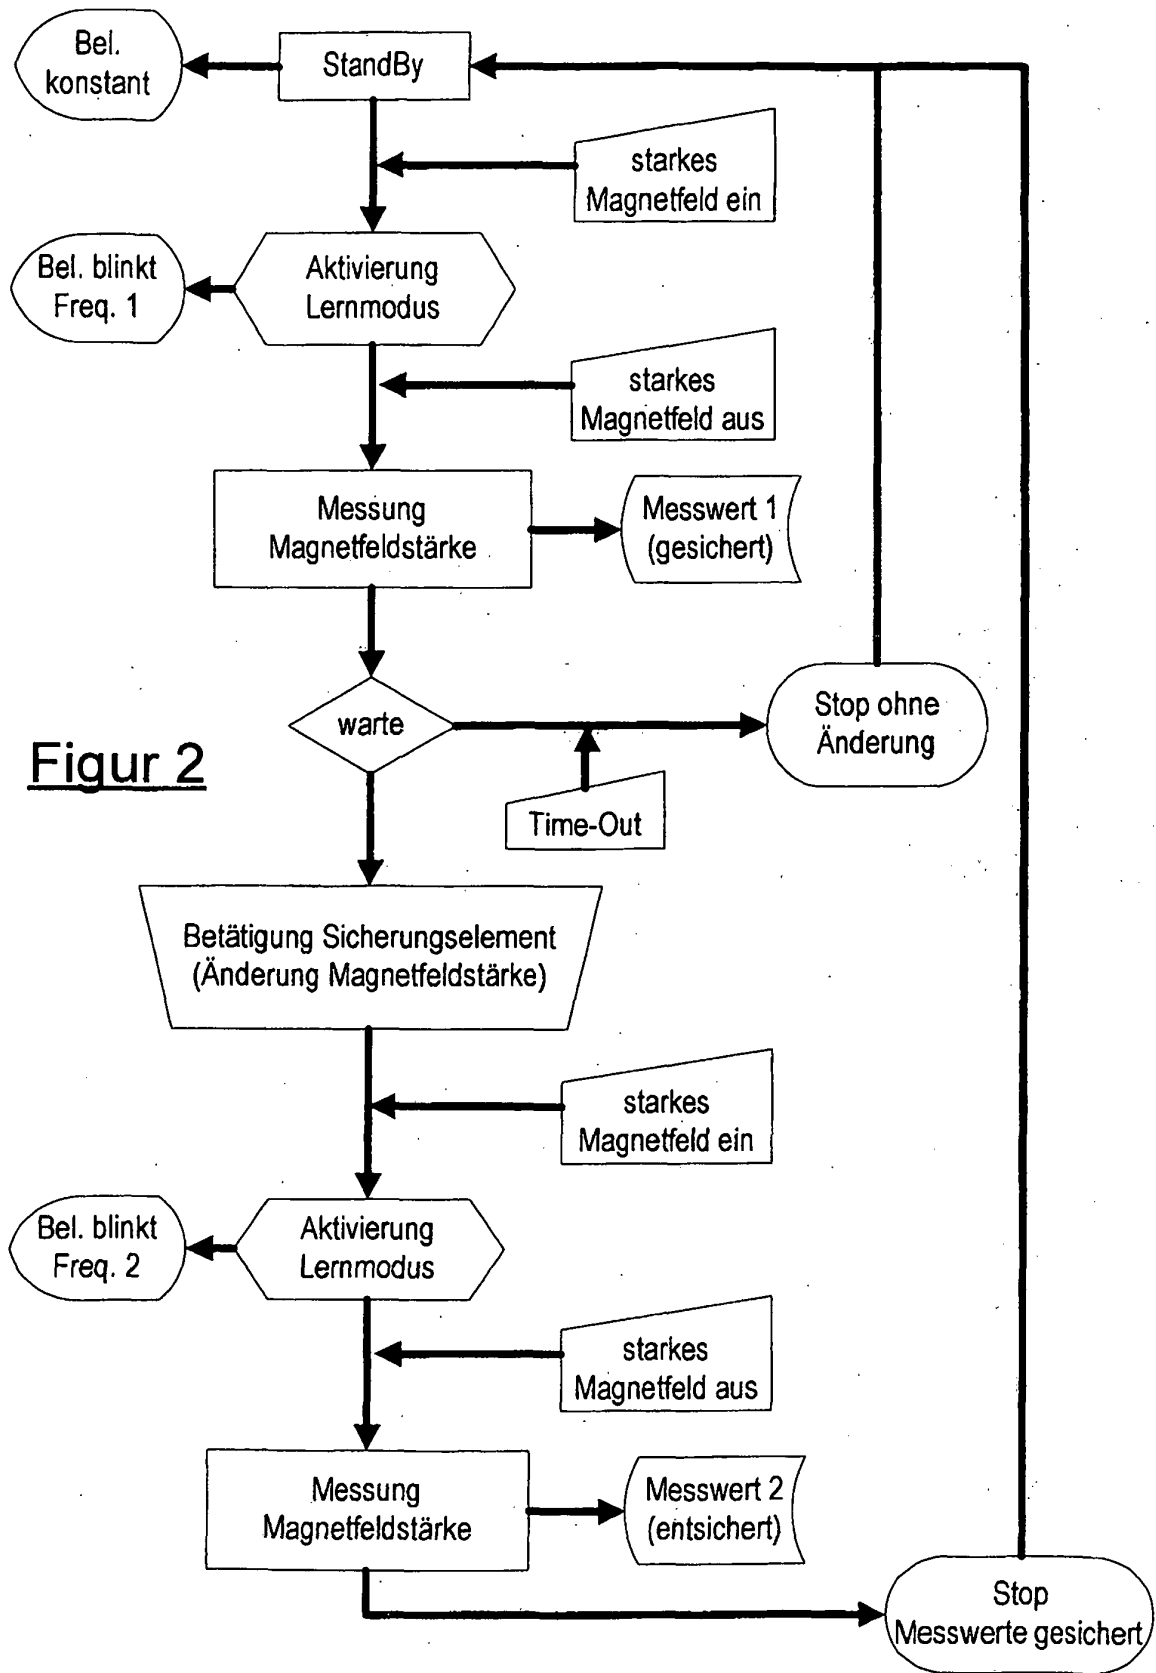 Bel.
konstant
StandBy
starkes
Magnetfeld ein
Bel. blinkt
Freq. 1
Aktivierung
Lernmodus
starkes
Magnetfeld aus
Messung
Magnetfeldstärke
Messwert 1
(gesichert)
warte
Stop ohne
Änderung
Figur 2
Time-Out
Betätigung Sicherungselement
(Änderung Magnetfeldstärke)
starkes
Magnetfeld ein
Bel. blinkt
Freq. 2
Aktivierung
Lernmodus
starkes
Magnetfeld aus
Messung
Magnetfeldstärke
Messwert 2
(entsichert)
Stop
Messwerte gesichert